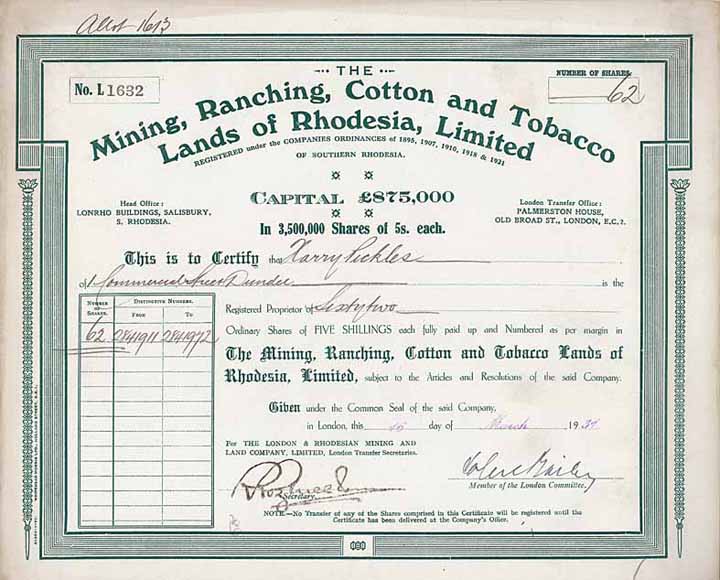 Allot 1613
No. L 1632
NUMBER OF SHARES.
62
THE
Mining, Ranching, Cotton and Tobacco
Lands of Rhodesia, Limited
REGISTERED under the COMPANIES ORDINANCES of 1895, 1907, 1910, 1918 & 1921
OF SOUTHERN RHODESIA.
Head Office :
LONRHO BUILDINGS, SALISBURY,
S. RHODESIA.
CAPITAL £875,000
In 3,500,000 Shares of 5s. each.
London Transfer Office :
PALMERSTON HOUSE,
OLD BROAD ST., LONDON, E.C.2.
This is to Certify that Harry Pickles
of 1 Commercial Street Dundee is the
Registered Proprietor of Sixty two
Ordinary Shares of FIVE SHILLINGS each fully paid up and Numbered as per margin in
The Mining, Ranching, Cotton and Tobacco Lands of
Rhodesia, Limited, subject to the Articles and Resolutions of the said Company.
NUMBER OF SHARES.
DISTINCTIVE NUMBERS.
FROM TO
62 2841911 2841972
Given under the Common Seal of the said Company,
in London, this day of March 19
For THE LONDON & RHODESIAN MINING AND
LAND COMPANY, LIMITED, London Transfer Secretaries.
Secretary.
Member of the London Committee.
NOTE.—No Transfer of any of the Shares comprised in this Certificate will be registered until the
Certificate has been delivered at the Company's Office.